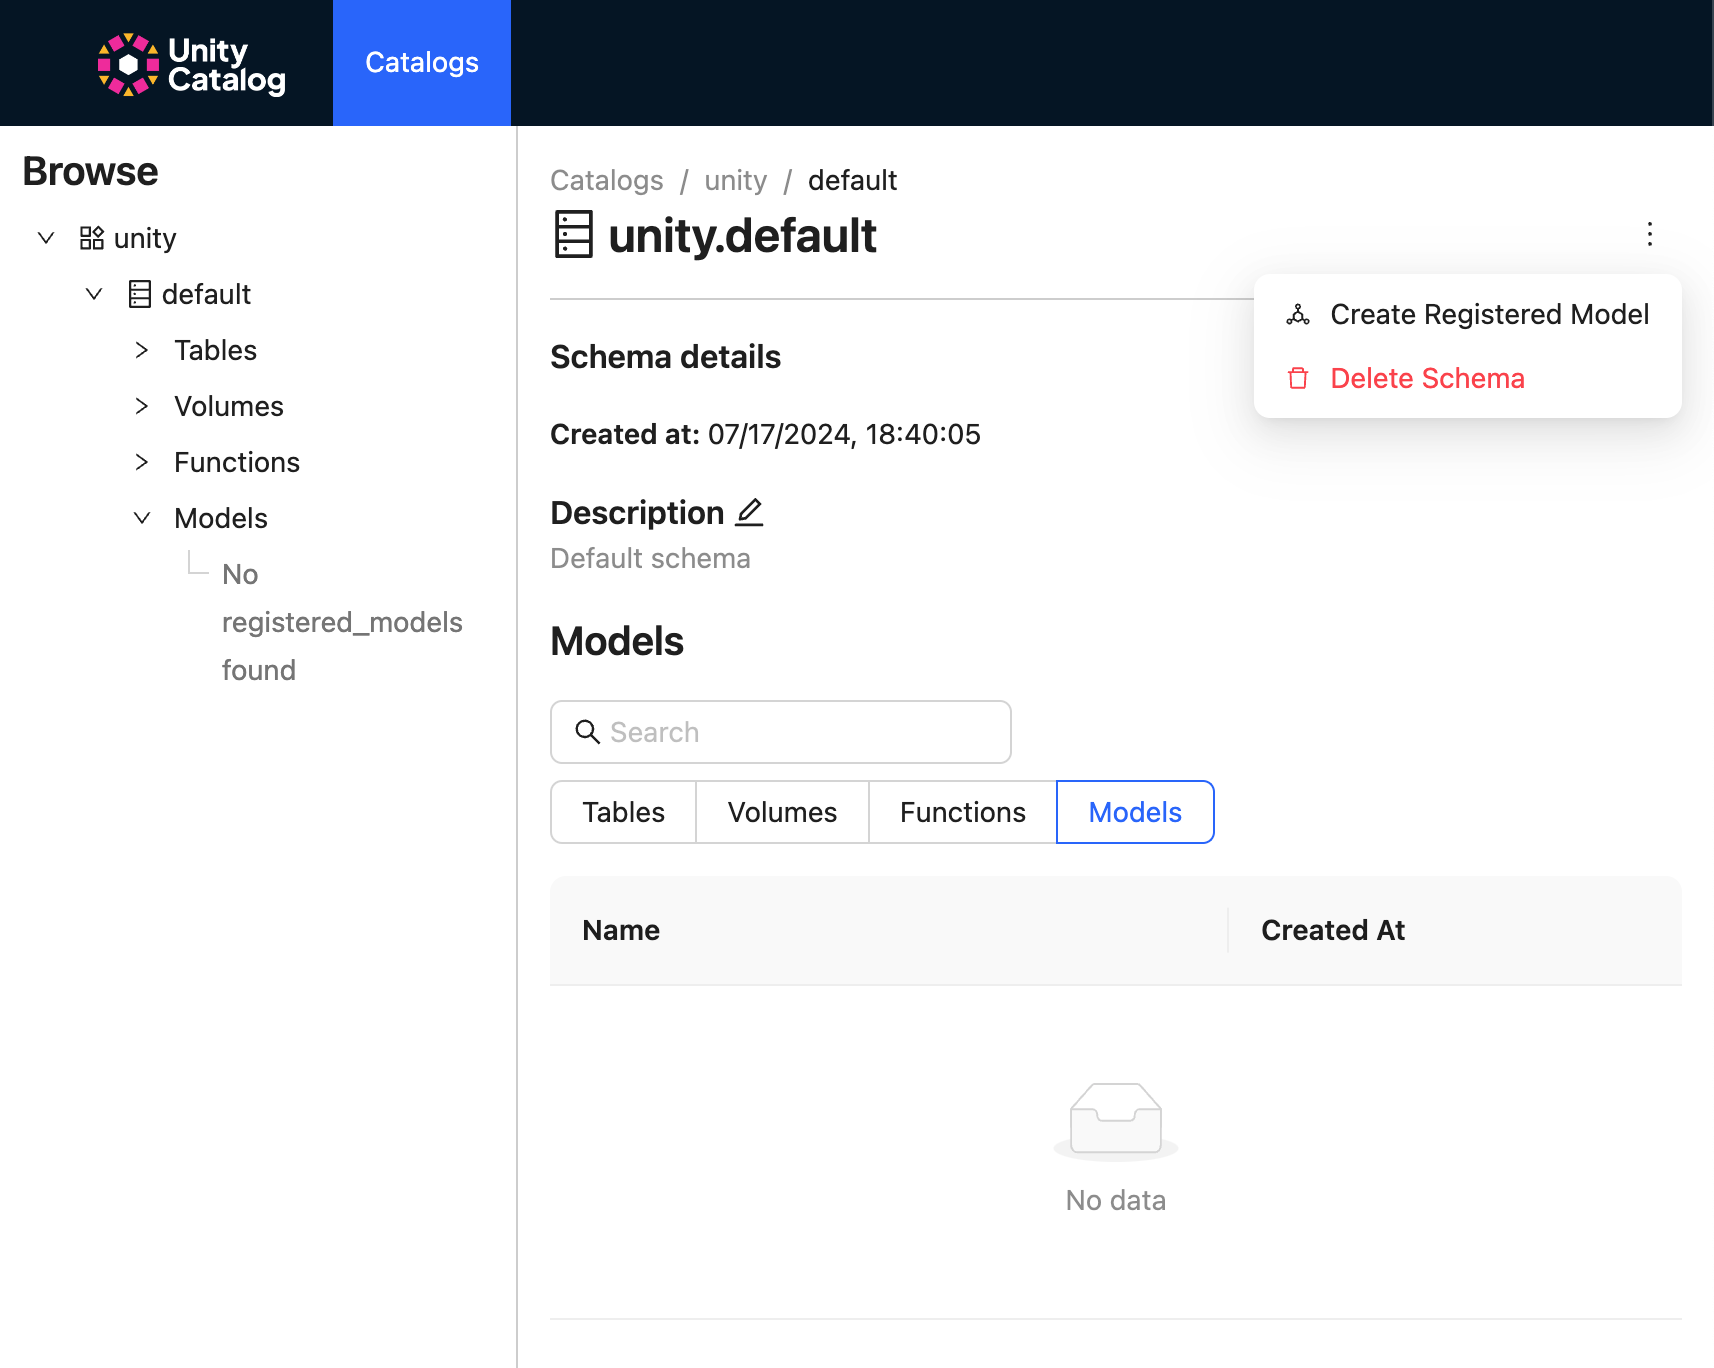 Unity
Catalog
Catalogs
Browse
unity
default
Tables
Volumes
Functions
Models
No
registered_models
found
Catalogs / unity / default
unity.default
Create Registered Model
Delete Schema
Schema details
Created at: 07/17/2024, 18:40:05
Description
Default schema
Models
Search
Tables Volumes Functions Models
Name Created At
No data